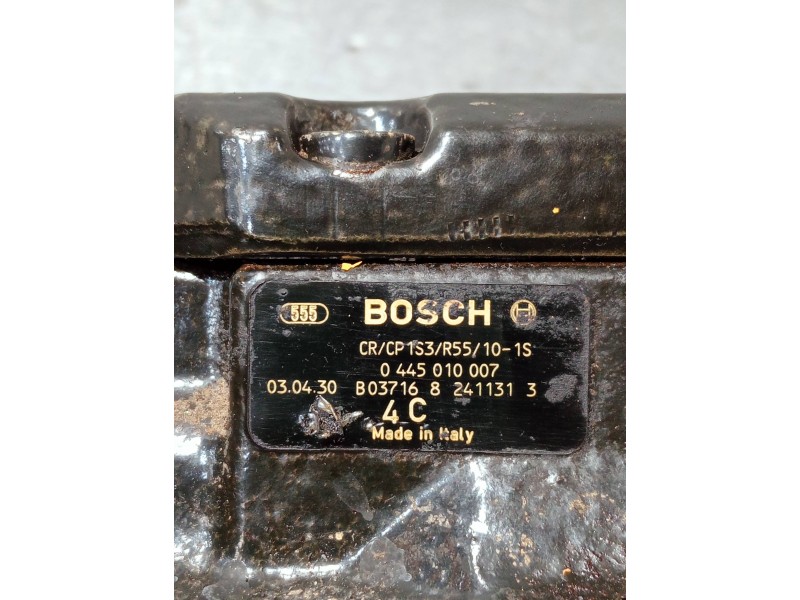 555 BOSCH
CR/CP1S3/R55/10-1S
0 445 010 007
03.04.30 B03716 8 241131 3
4C
Made in Italy